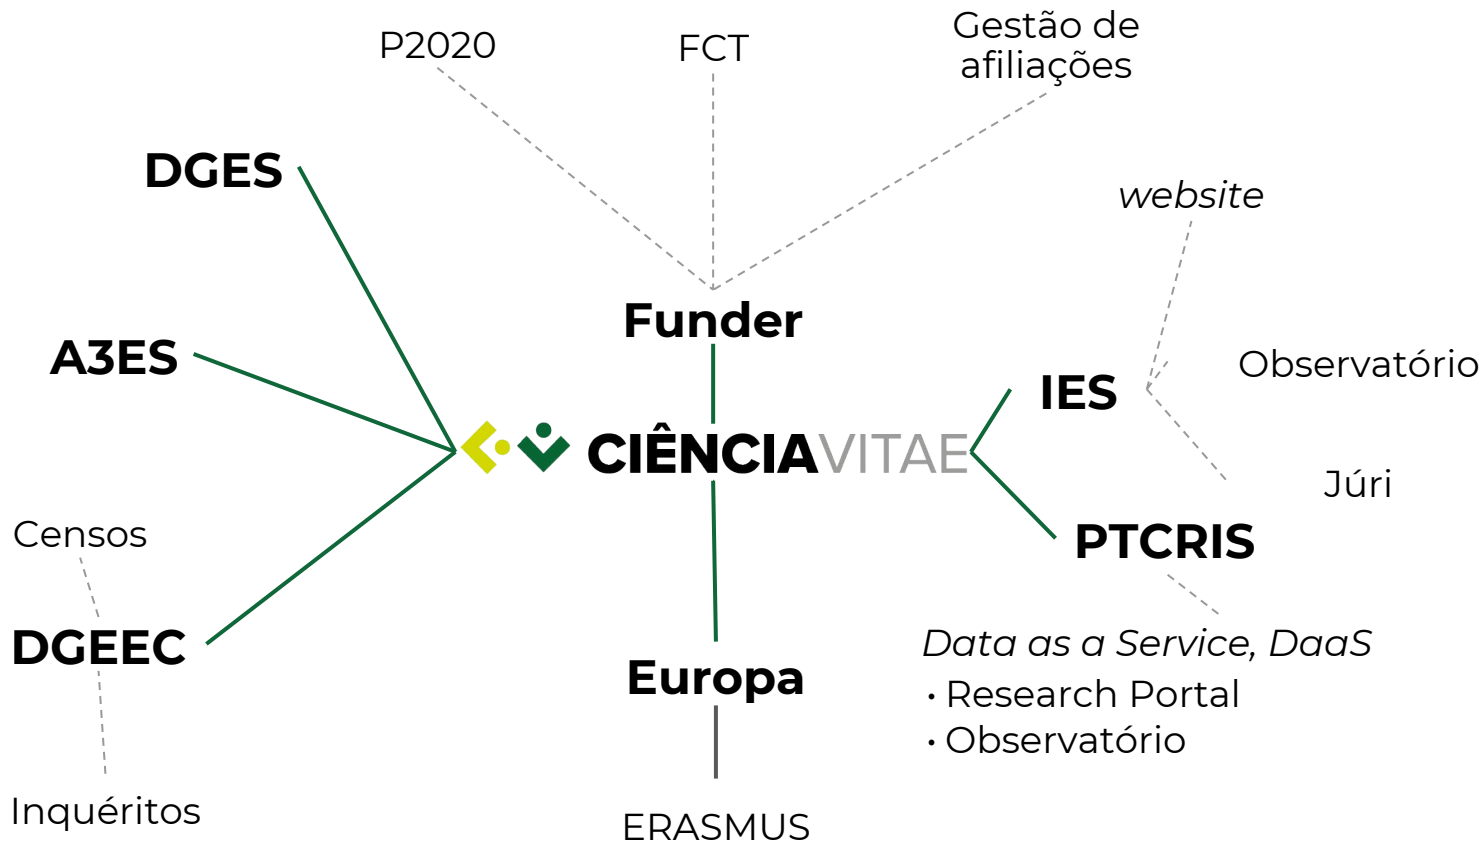 P2020
FCT
Gestão de
afiliações
DGES
website
Funder
A3ES
IES
Observatório
CIÊNCIAVITAE
Júri
Censos
PTCRIS
DGEEC
Europa
Data as a Service, DaaS
• Research Portal
• Observatório
Inquéritos
ERASMUS